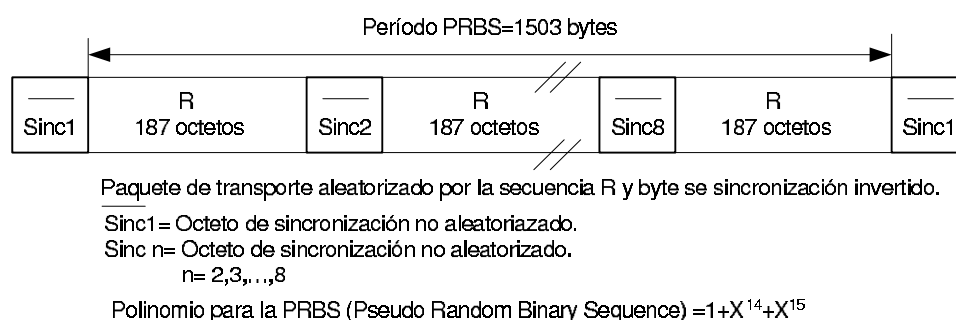 Período PRBS=1503 bytes
R R R
Sinc1 187 octetos Sinc2 187 octetos Sinc8 187 octetos Sinc1
Paquete de transporte aleatorizado por la secuencia R y byte se sincronización invertido.
Sinc1= Octeto de sincronización no aleatoriazado.
Sinc n= Octeto de sincronización no aleatorizado.
n= 2,3,...,8
Polinomio para la PRBS (Pseudo Random Binary Sequence) =1+X¹⁴+X¹⁵